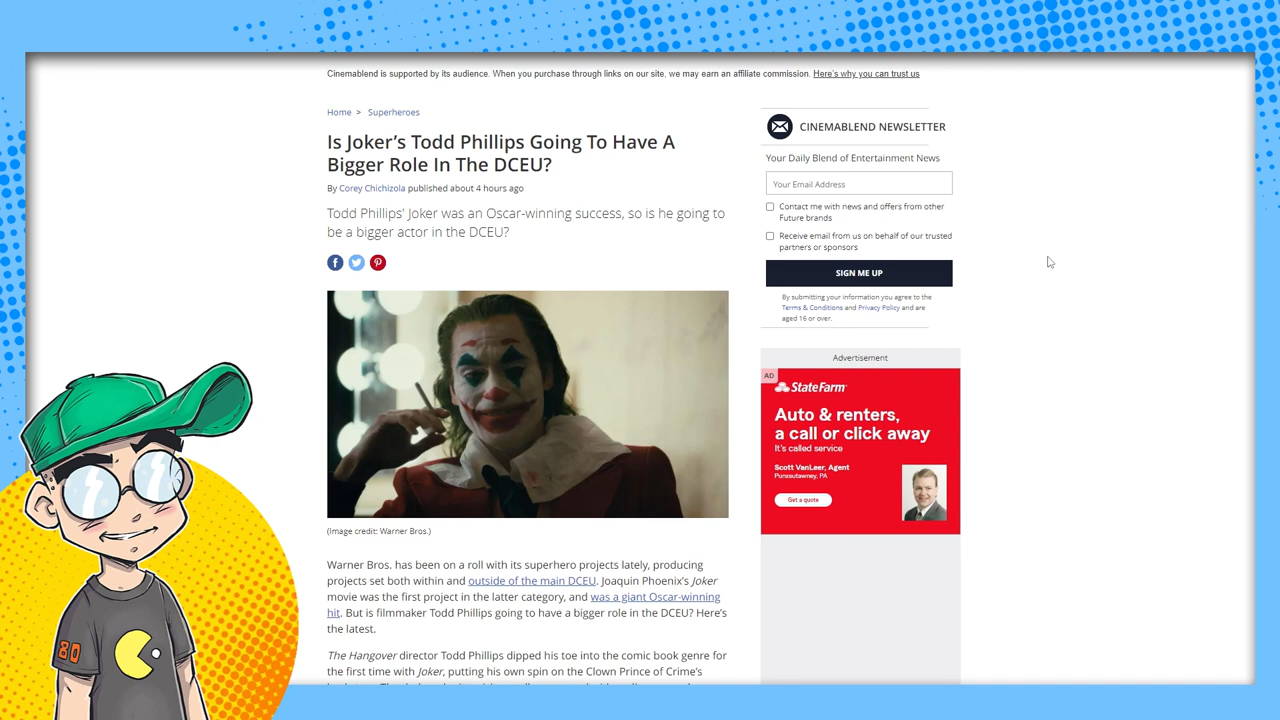 Cinemablend is supported by its audience. When you purchase through links on our site, we may earn an affiliate commission. Here's why you can trust us
Home > Superheroes
Is Joker's Todd Phillips Going To Have A
Bigger Role In The DCEU?
By Corey Chichizola published about 4 hours ago
Todd Phillips' Joker was an Oscar-winning success, so is he going to
be a bigger actor in the DCEU?
(Image credit: Warner Bros.)
Warner Bros. has been on a roll with its superhero projects lately, producing
projects set both within and outside of the main DCEU. Joaquin Phoenix's Joker
movie was the first project in the latter category, and was a giant Oscar-winning
hit. But is filmmaker Todd Phillips going to have a bigger role in the DCEU? Here's
the latest.
The Hangover director Todd Phillips dipped his toe into the comic book genre for
the first time with Joker, putting his own spin on the Clown Prince of Crime's
CINEMABLEND NEWSLETTER
Your Daily Blend of Entertainment News
Your Email Address
Contact me with news and offers from other
Future brands
Receive email from us on behalf of our trusted
partners or sponsors
SIGN ME UP
By submitting your information you agree to the
Terms & Conditions and Privacy Policy and are
aged 16 or over.
Advertisement
AD
StateFarm
Auto & renters,
a call or click away
It's called service
Scott VanLeer, Agent
Punxsutawney, PA
Get a quote
80